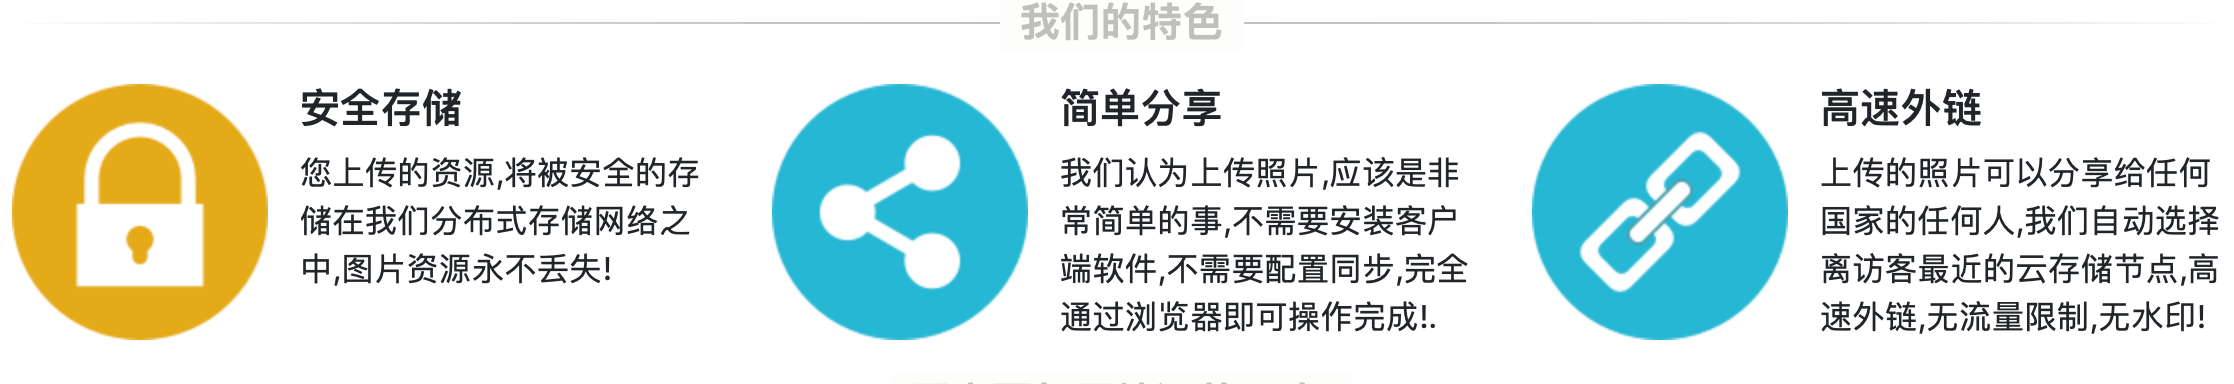 我们的特色
安全存储
您上传的资源,将被安全的存
储在我们分布式存储网络之
中,图片资源永不丢失!
简单分享
我们认为上传照片,应该是非
常简单的事,不需要安装客户
端软件,不需要配置同步,完全
通过浏览器即可操作完成!.
高速外链
上传的照片可以分享给任何
国家的任何人,我们自动选择
离访客最近的云存储节点,高
速外链,无流量限制,无水印!